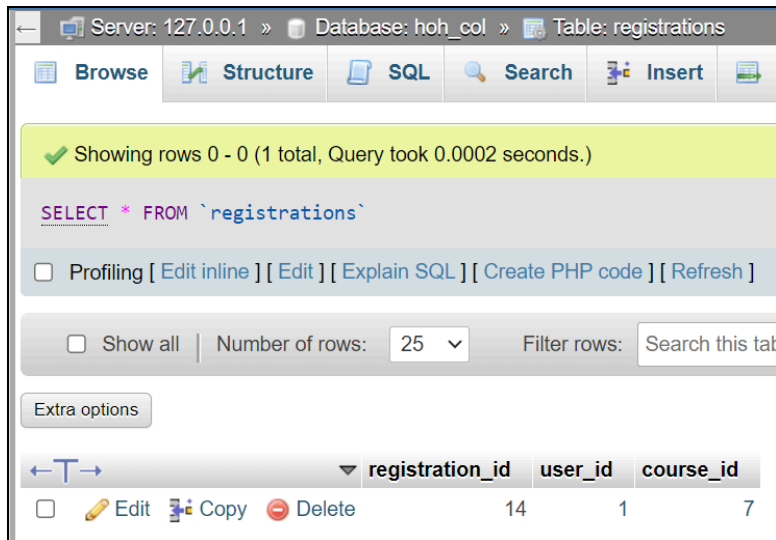 Server: 127.0.0.1 » Database: hoh_col » Table: registrations
Browse Structure SQL Search Insert
Showing rows 0 - 0 (1 total, Query took 0.0002 seconds.)
SELECT * FROM `registrations`
Profiling [ Edit inline ] [ Edit ] [ Explain SQL ] [ Create PHP code ] [ Refresh ]
Show all | Number of rows: 25 Filter rows: Search this tab
Extra options
←T→ registration_id user_id course_id
Edit Copy Delete 14 1 7